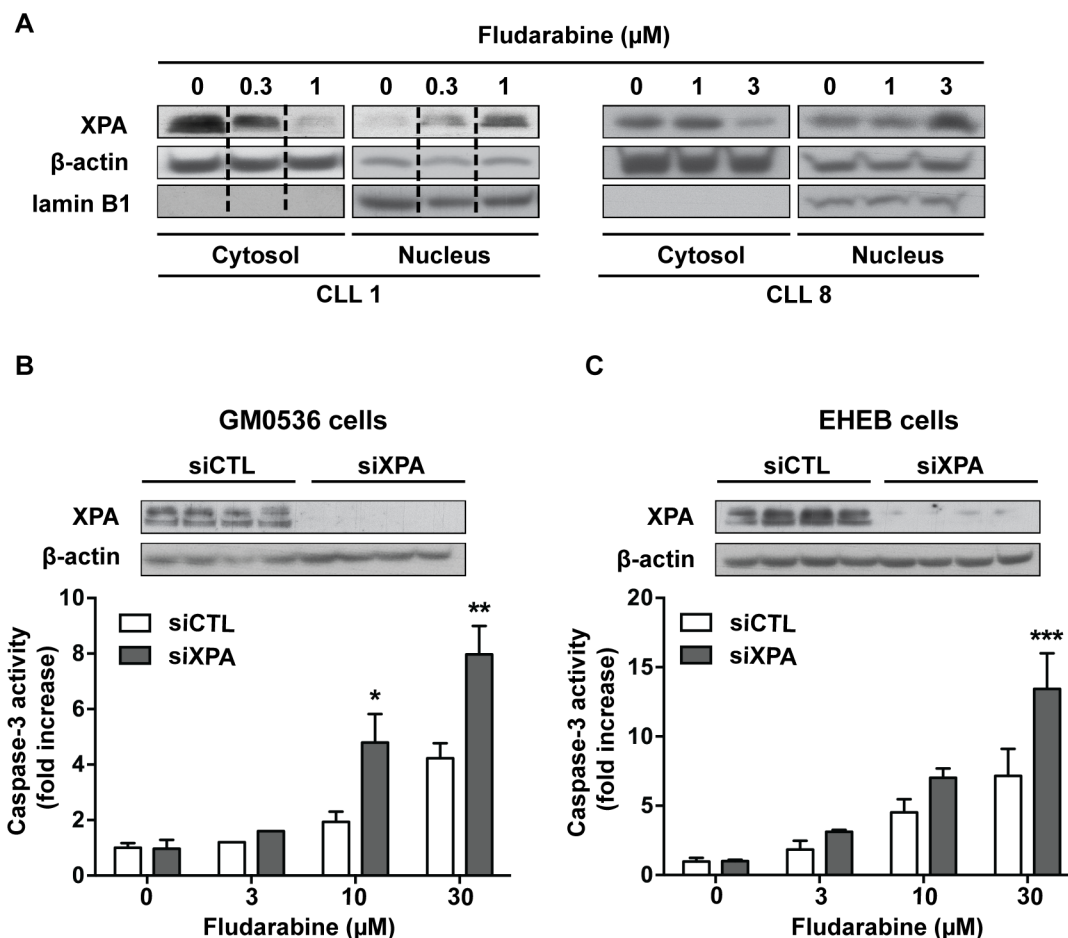 A
Fludarabine (µM)
0 0.3 1 0 0.3 1 0 1 3 0 1 3
XPA
β-actin
lamin B1
Cytosol Nucleus Cytosol Nucleus
CLL 1 CLL 8
B
GM0536 cells
siCTL siXPA
XPA
β-actin
Caspase-3 activity
(fold increase)
10
8
6
4
2
0
siCTL
siXPA
*
**
0 3 10 30
Fludarabine (µM)
C
EHEB cells
siCTL siXPA
XPA
β-actin
Caspase-3 activity
(fold increase)
20
15
10
5
0
siCTL
siXPA
***
0 3 10 30
Fludarabine (µM)